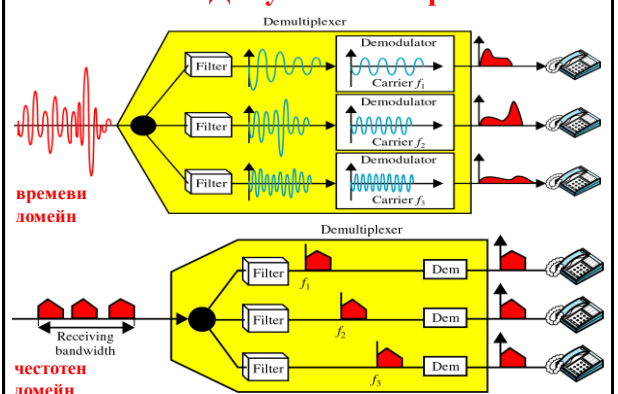 Demultiplexer
Demodulator
Filter
Carrier f1
Demodulator
Filter
Carrier f2
Demodulator
Filter
Carrier f3
времеви
домейн
Demultiplexer
Filter
f1
Dem
Filter
f2
Dem
Receiving
bandwidth
Filter
f3
Dem
честотен
домейн